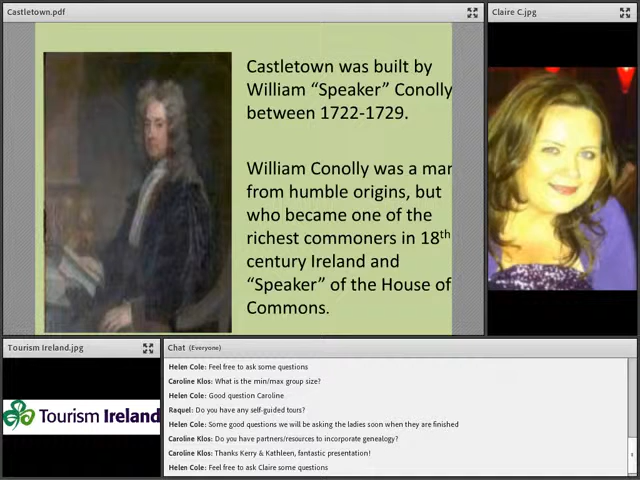 Castletown.pdf
Castletown was built by
William “Speaker” Conolly
between 1722-1729.
William Conolly was a man
from humble origins, but
who became one of the
richest commoners in 18th
century Ireland and
“Speaker” of the House of
Commons.
Claire C.jpg
Tourism Ireland.jpg
Tourism Ireland
Chat (Everyone)
Helen Cole: Feel free to ask some questions
Caroline Klos: What is the min/max group size?
Helen Cole: Good question Caroline
Raquel: Do you have any self-guided tours?
Helen Cole: Some good questions we will be asking the ladies soon when they are finished
Caroline Klos: Do you have partners/resources to incorporate genealogy?
Caroline Klos: Thanks Kerry & Kathleen, fantastic presentation!
Helen Cole: Feel free to ask Claire some questions